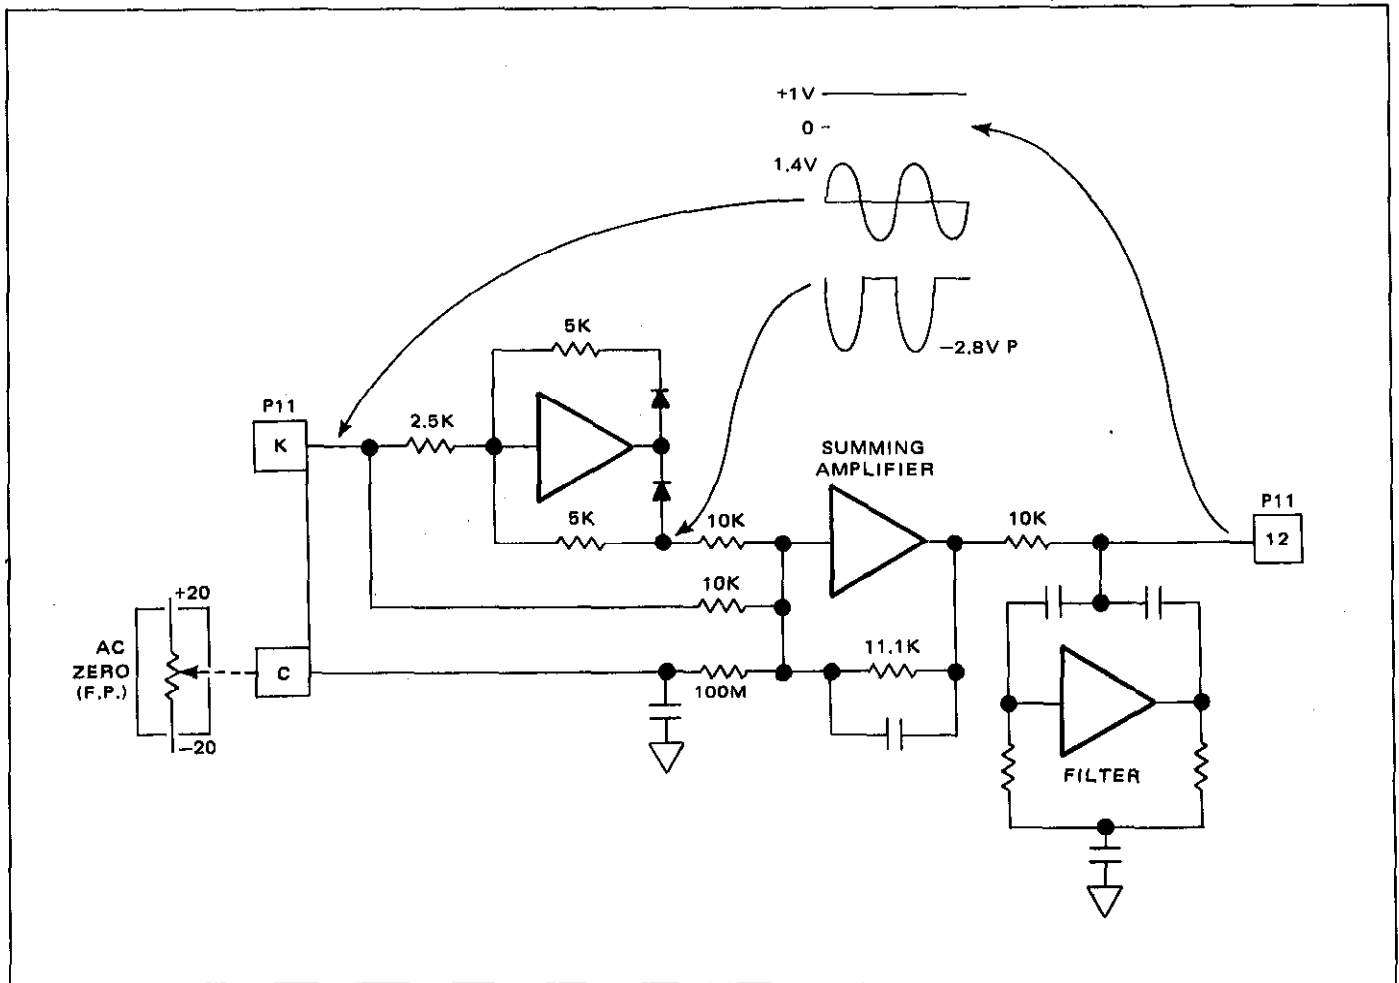 +1V
0
1.4V
-2.8V P
5K
P11
K
2.5K
SUMMING
AMPLIFIER
5K
10K
10K
P11
12
10K
+20
AC
ZERO
(F.P.)
-20
C
100M
11.1K
FILTER